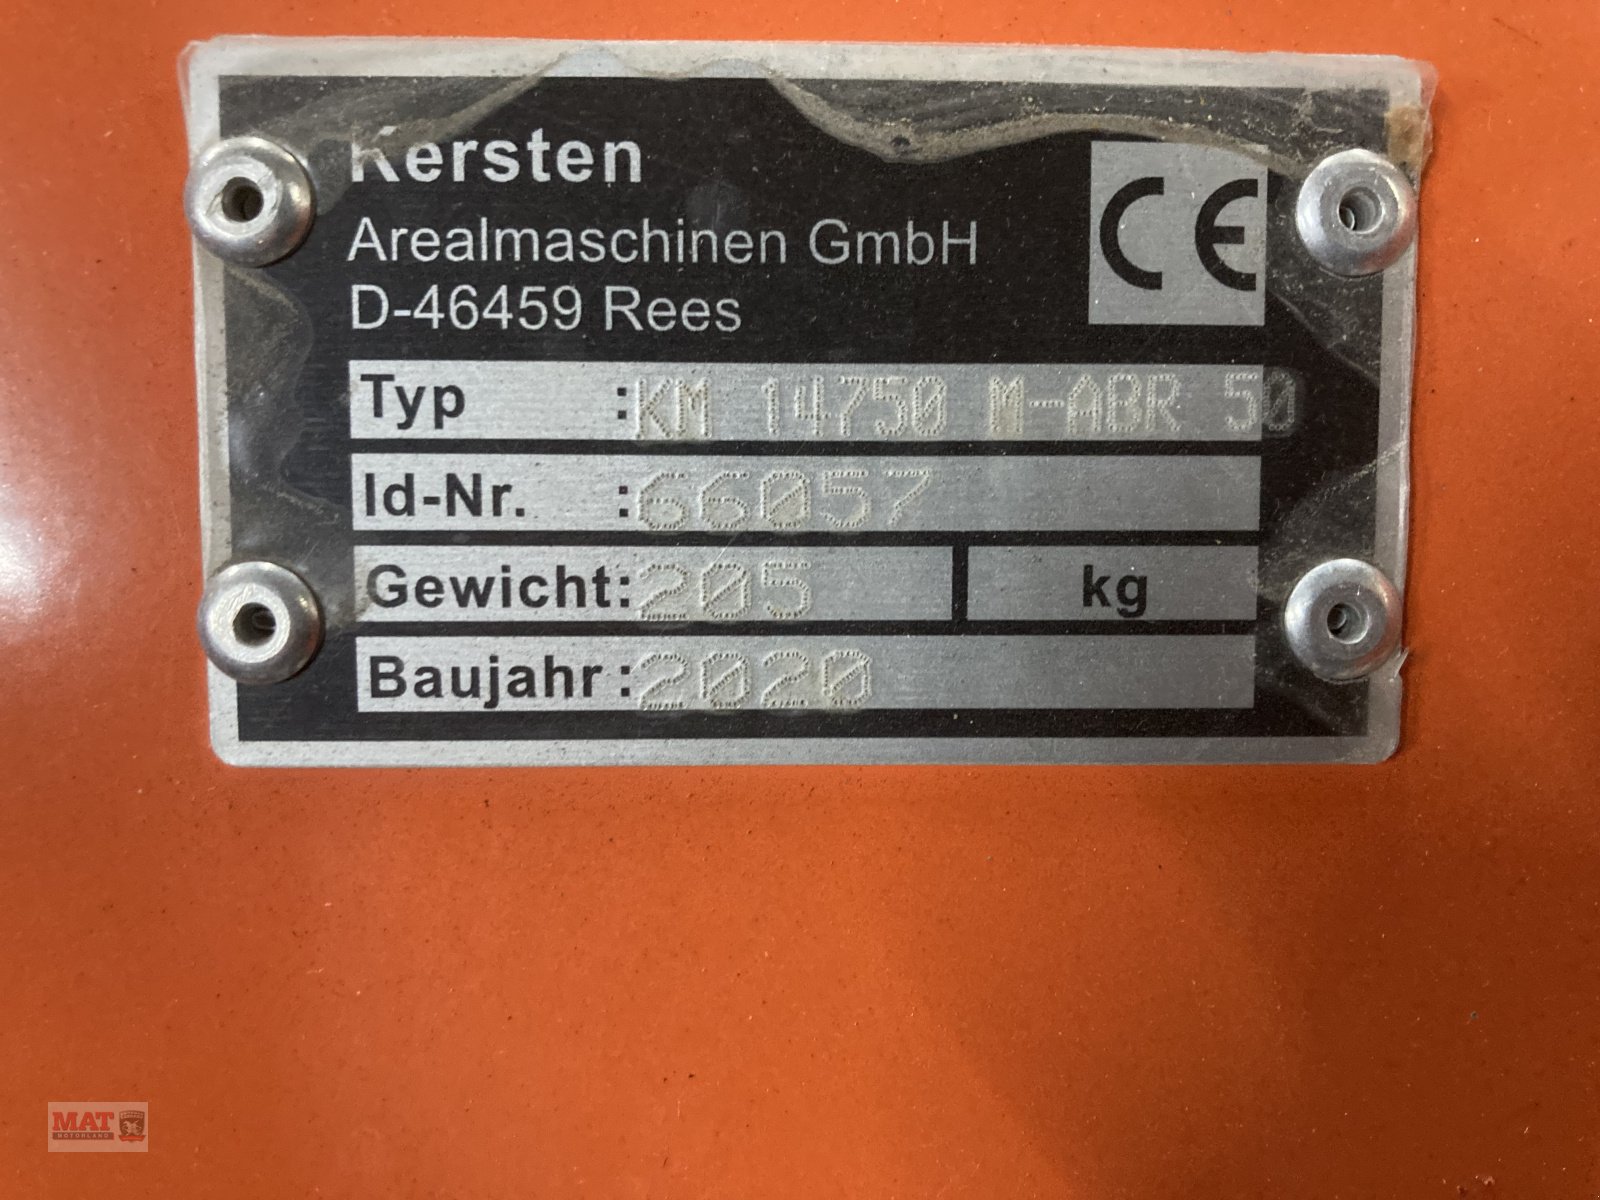 Kersten
Arealmaschinen GmbH
D-46459 Rees
CE
Typ :KM 14750 M-ABR 50
Id-Nr. :66057
Gewicht:205 kg
Baujahr:2020
MAT
MOTORLAND